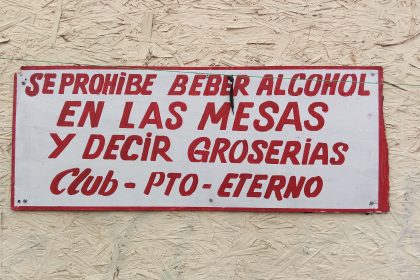 SE PROHIBE BEBER ALCOHOL
EN LAS MESAS
Y DECIR GROSERIAS
Club - PTO - ETERNO